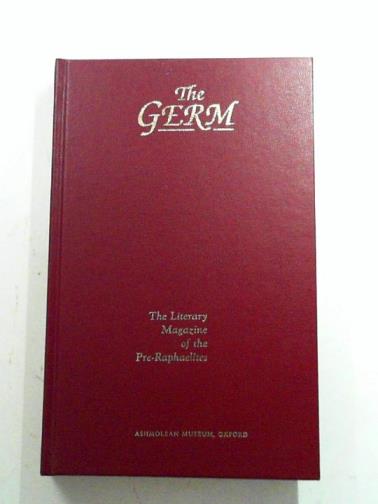 The
GERM
The Literary
Magazine
of the
Pre-Raphaelites
ASHMOLEAN MUSEUM, OXFORD